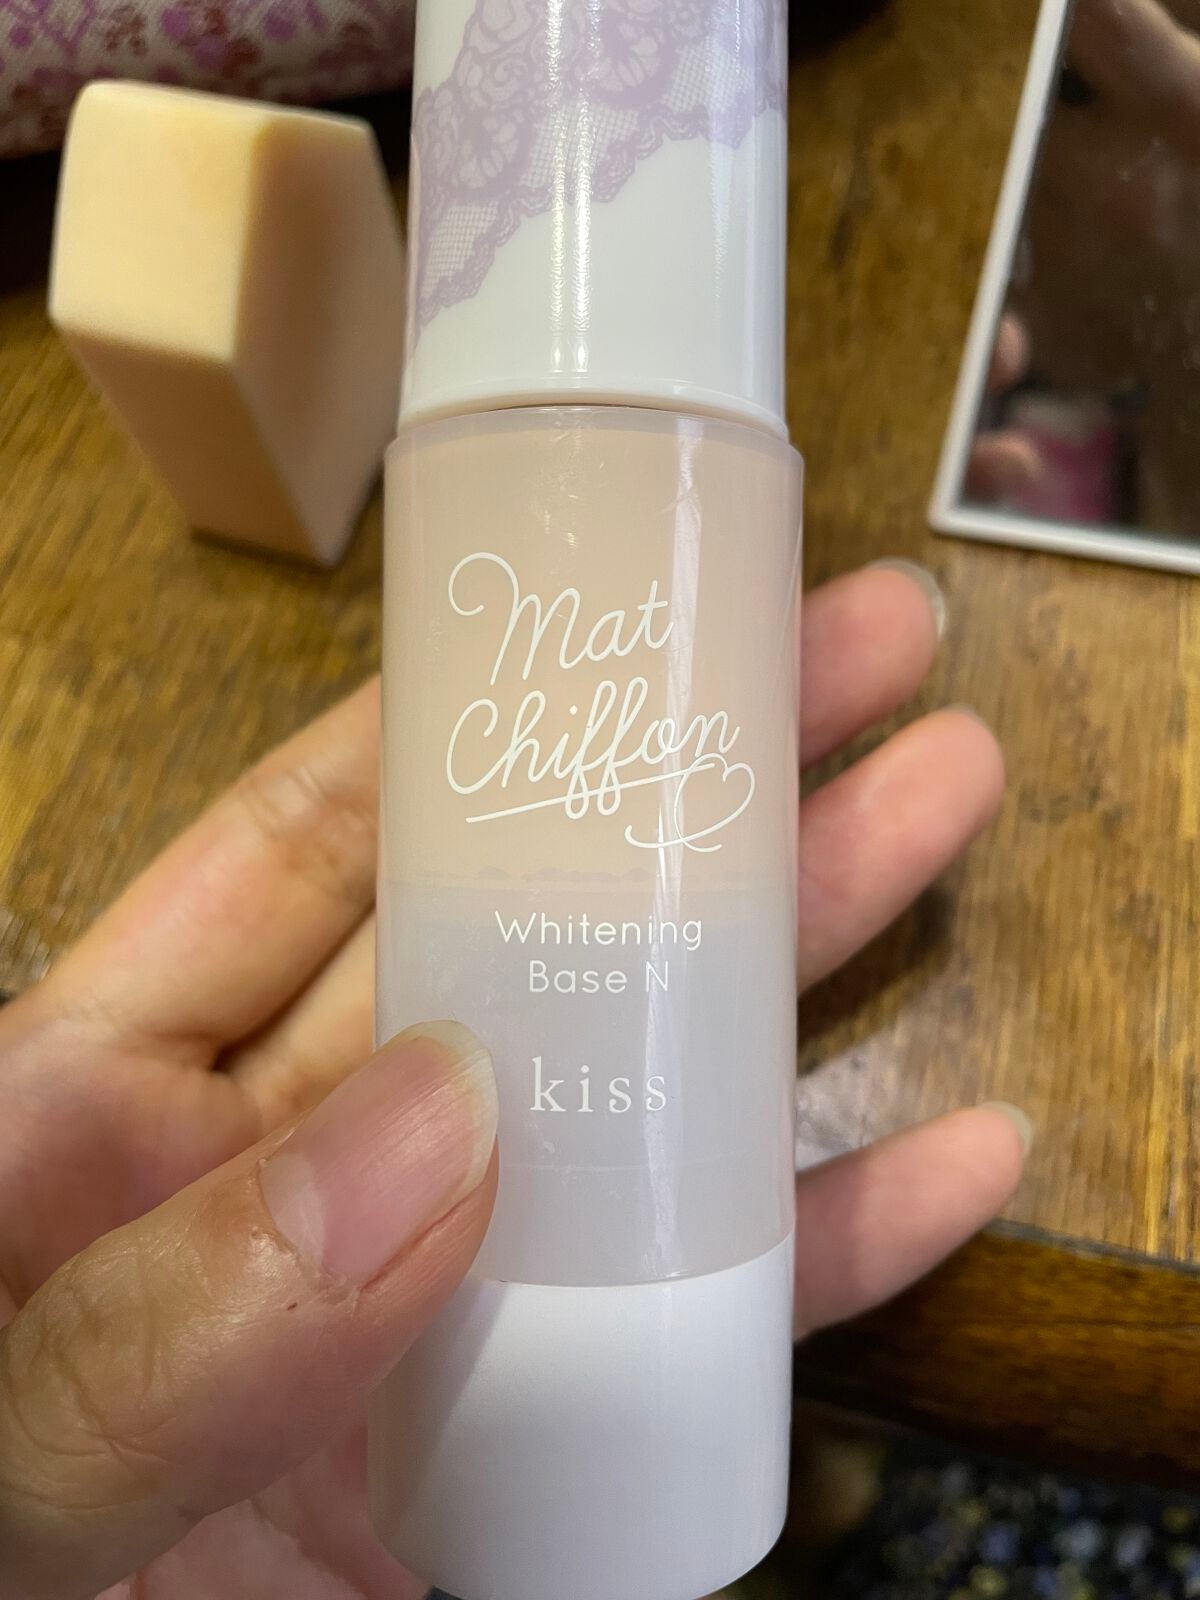 Mat
Chiffon
Whitening
Base N
kiss